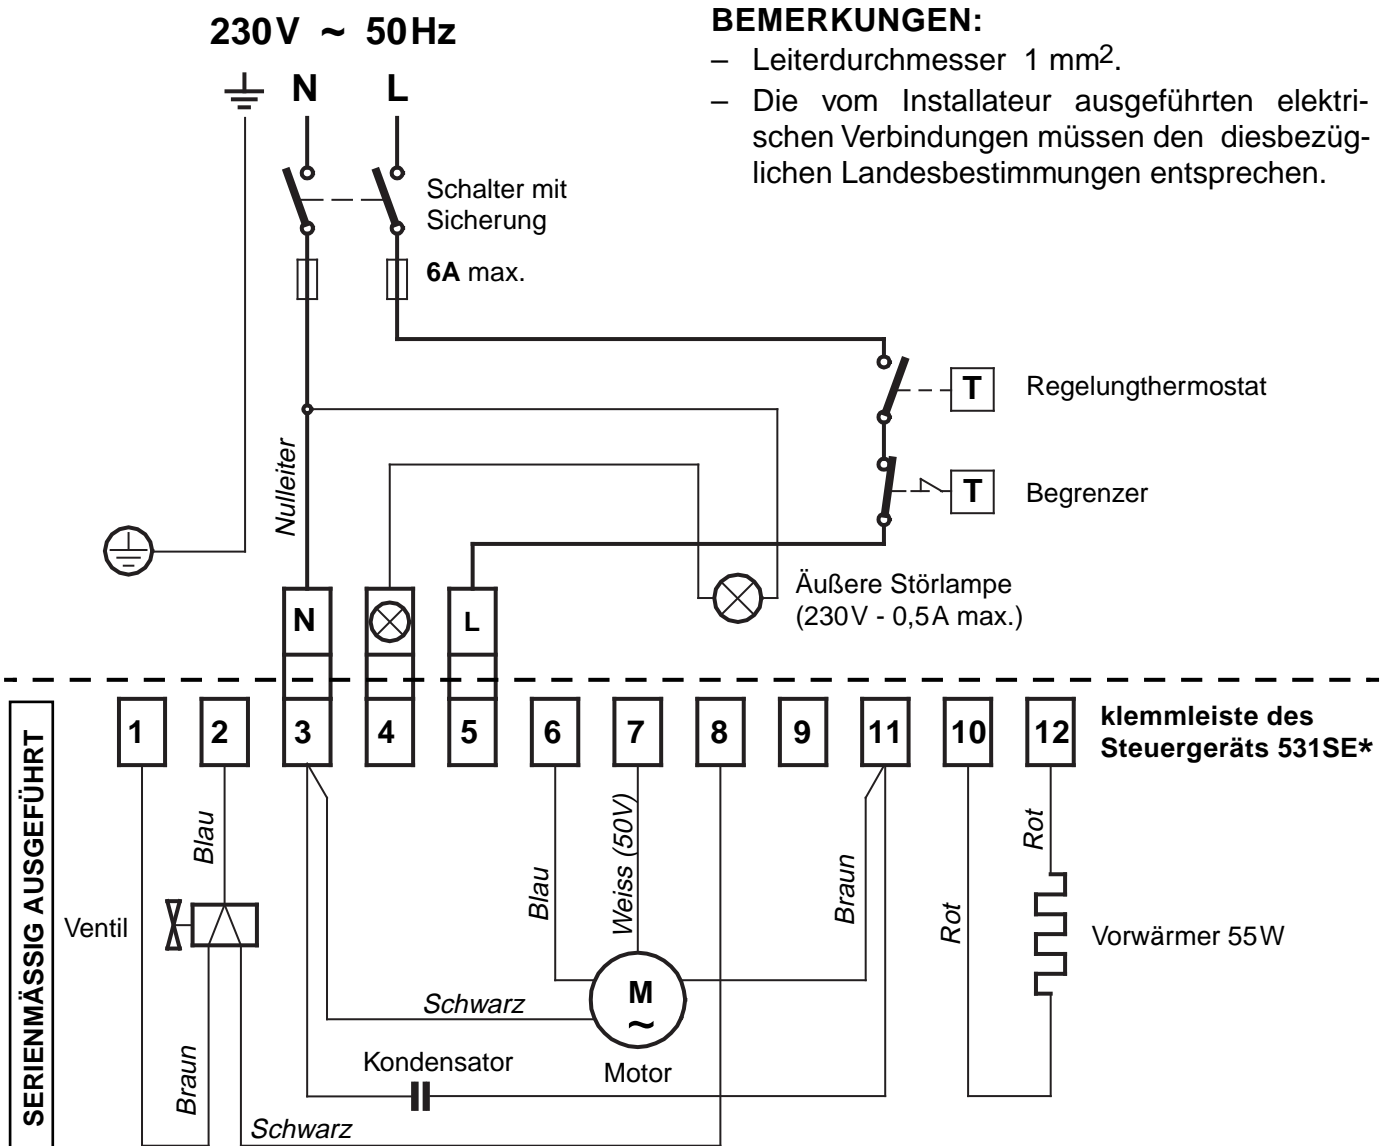 230V ~ 50Hz
N L
BEMERKUNGEN:
– Leiterdurchmesser 1 mm².
– Die vom Installateur ausgeführten elektri-
schen Verbindungen müssen den diesbezüg-
lichen Landesbestimmungen entsprechen.
Schalter mit
Sicherung
6A max.
T Regelungthermostat
T Begrenzer
Nulleiter
Äußere Störlampe
(230V - 0,5A max.)
N L
1 2 3 4 5 6 7 8 9 11 10 12
klemmleiste des
Steuergeräts 531SE*
SERIENMÄSSIG AUSGEFÜHRT
Blau
Blau
Weiss (50V)
Braun
Rot
Rot
Ventil
Vorwärmer 55W
M
~
Motor
Schwarz
Kondensator
Braun
Schwarz